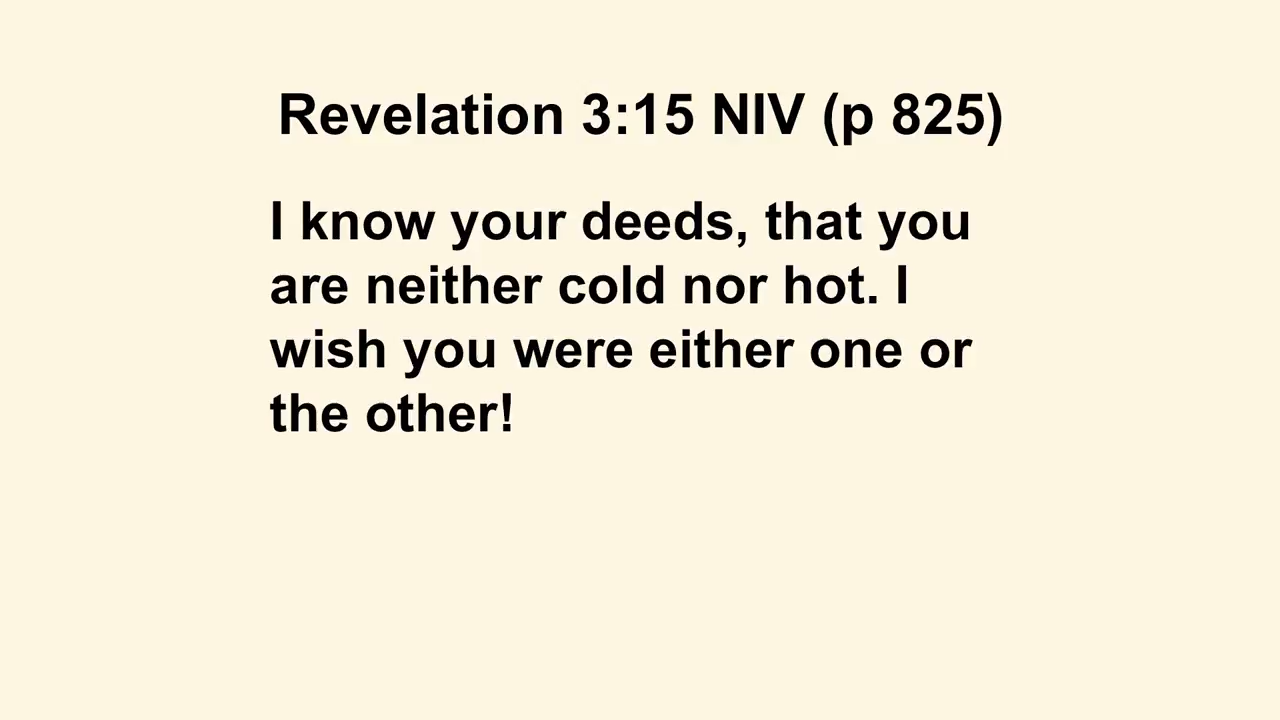 Revelation 3:15 NIV (p 825)
I know your deeds, that you
are neither cold nor hot. I
wish you were either one or
the other!